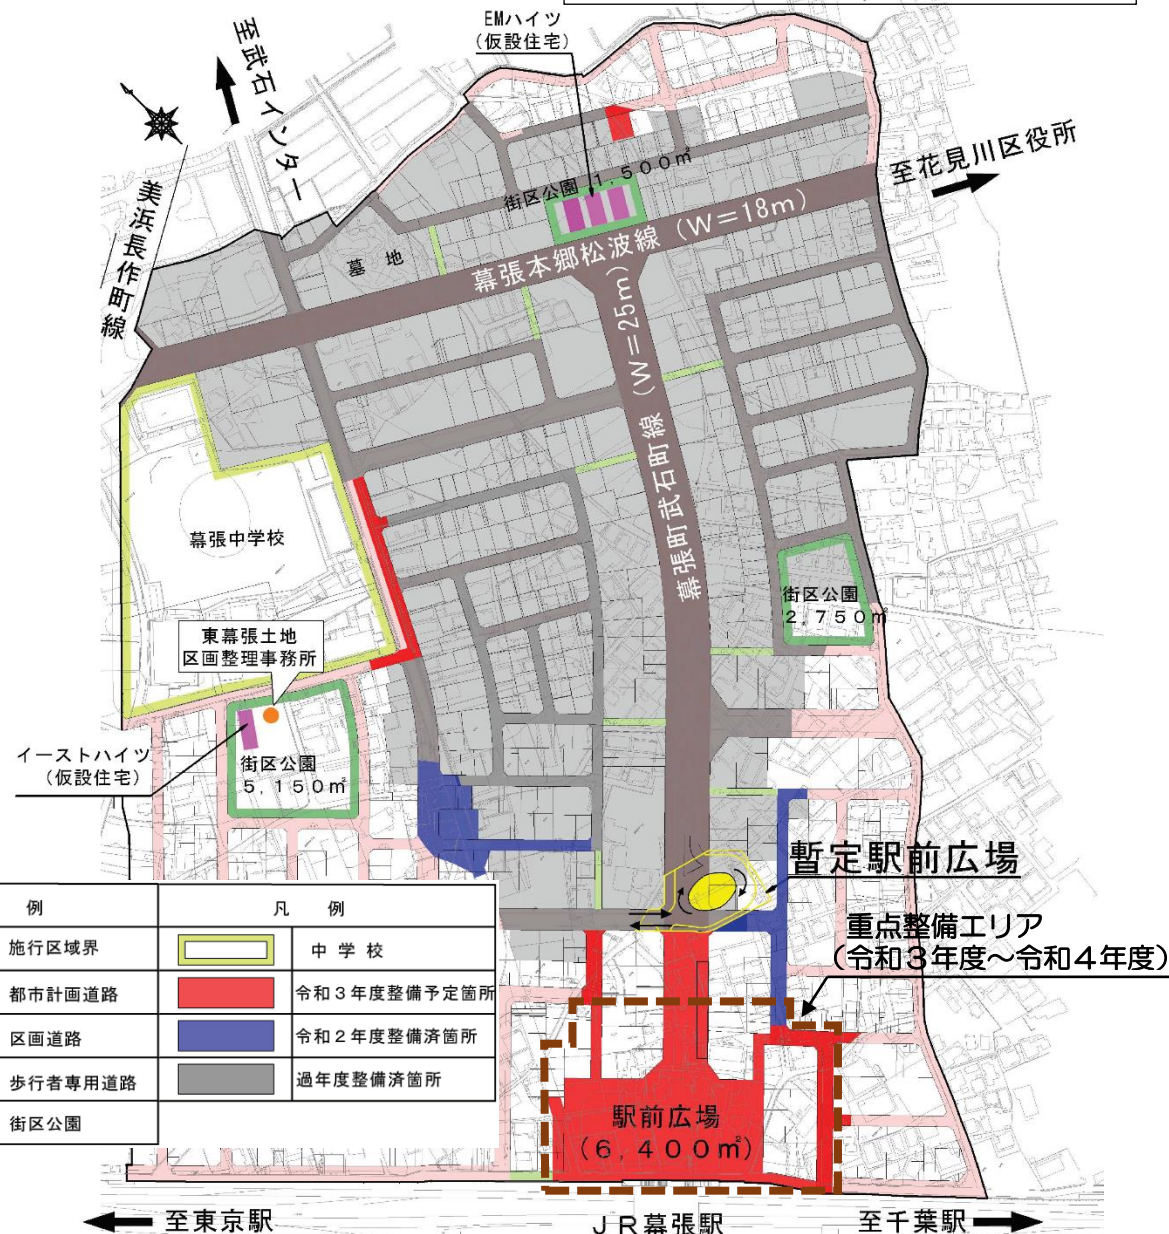 EMハイツ
(仮設住宅)
至武石インター
至花見川区役所
美浜長作町線
街区公園 1,500㎡
墓 地
幕張本郷松波線 (W=18m)
幕張町武石町線 (W=25m)
幕張中学校
街区公園
2,750㎡
東幕張土地
区画整理事務所
イーストハイツ
(仮設住宅)
街区公園
5,150㎡
暫定駅前広場
重点整備エリア
(令和3年度~令和4年度)
例
凡 例
施行区域界
中 学 校
都市計画道路
令和3年度整備予定箇所
区画道路
令和2年度整備済箇所
歩行者専用道路
過年度整備済箇所
街区公園
駅前広場
(6,400㎡)
至東京駅
JR幕張駅
至千葉駅